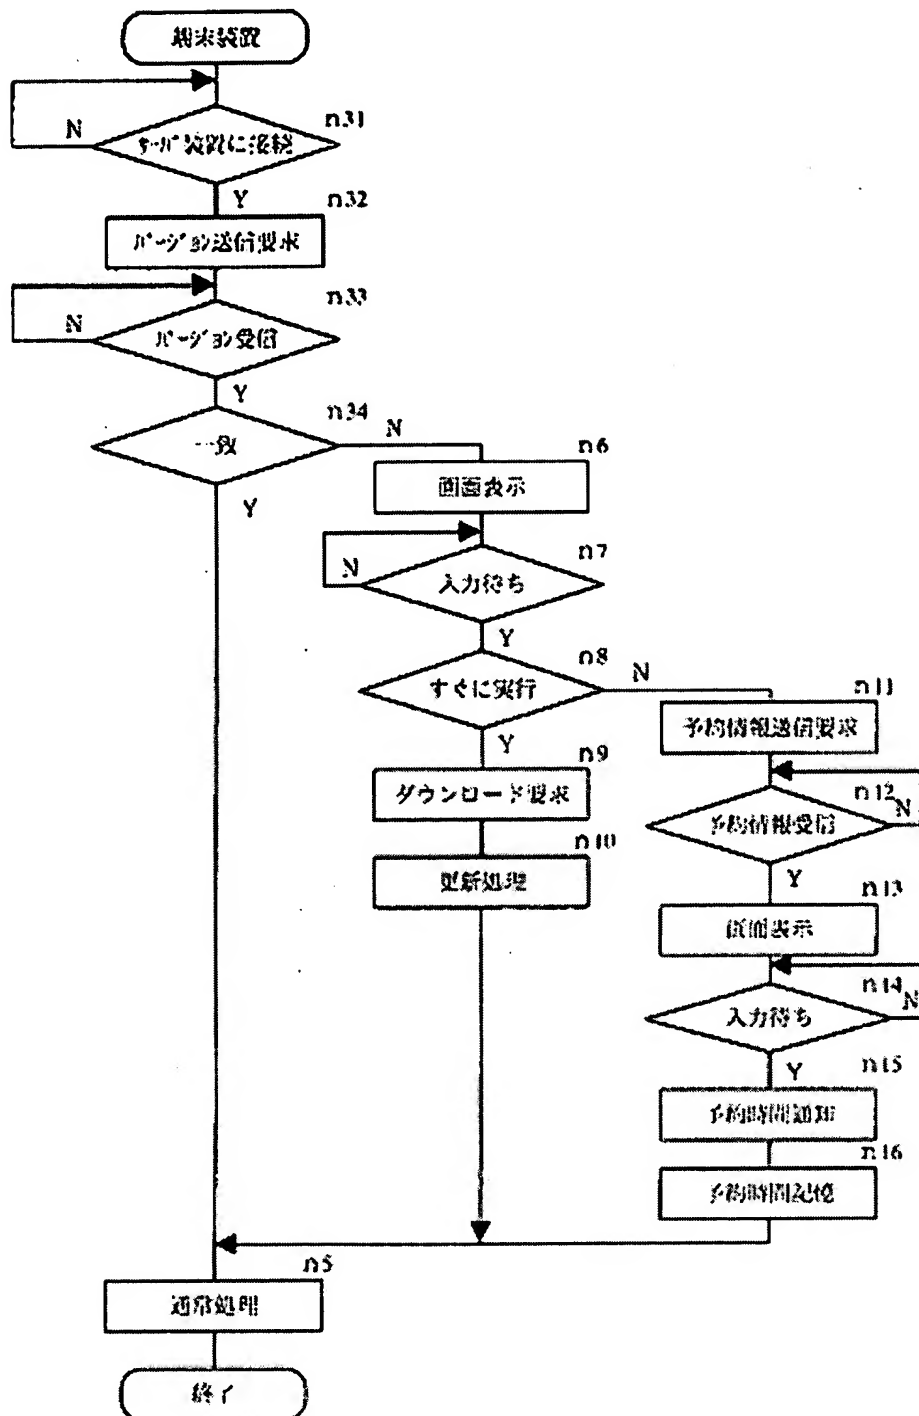 端末装置
n31
サーバ装置に接続
N
Y
n32
バージョン送信要求
n33
N
バージョン受信
Y
n34
一致
N
Y
n6
画面表示
n7
N
入力待ち
Y
n8
すぐに実行
N
Y
n9
ダウンロード要求
n10
更新処理
n11
予約情報送信要求
n12
予約情報受信
N
Y
n13
画面表示
n14
入力待ち
N
Y
n15
予約時間通知
n16
予約時間記憶
n5
通常処理
終了